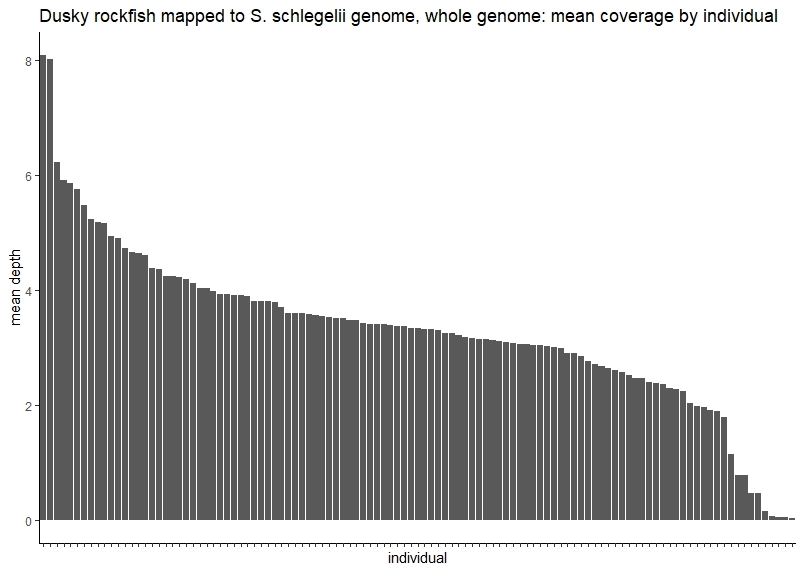 Dusky rockfish mapped to S. schlegelii genome, whole genome: mean coverage by individual
8
6
4
2
0
mean depth
individual